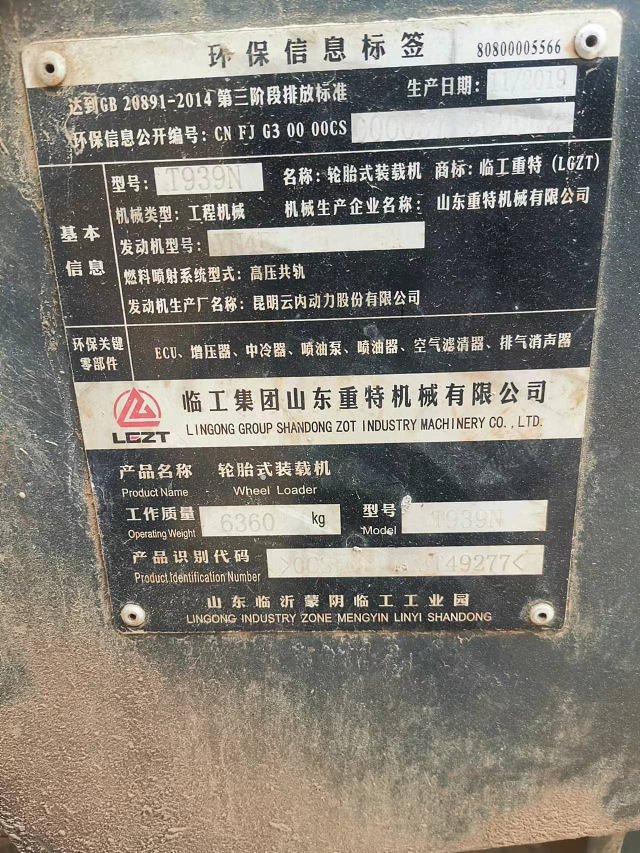 环保信息标签 80800005566
达到GB 20891-2014 第三阶段排放标准 生产日期: 11/2019
环保信息公开编号: CN FJ G3 00 00CS
基本信息
型号: T939N 名称: 轮胎式装载机 商标: 临工重特 (LGZT)
机械类型: 工程机械 机械生产企业名称: 山东重特机械有限公司
发动机型号:
燃料喷射系统型式: 高压共轨
发动机生产厂名称: 昆明云内动力股份有限公司
环保关键零部件
ECU、增压器、中冷器、喷油泵、喷油器、空气滤清器、排气消声器
LGZT
临工集团山东重特机械有限公司
LINGONG GROUP SHANDONG ZOT INDUSTRY MACHINERY CO.,LTD.
产品名称 轮胎式装载机
Product Name Wheel Loader
工作质量 6360 kg 型号 T939N
Operating Weight Model
产品识别代码 T49277<
Product Identification Number
山东临沂蒙阴临工工业园
LINGONG INDUSTRY ZONE MENGYIN LINYI SHANDONG